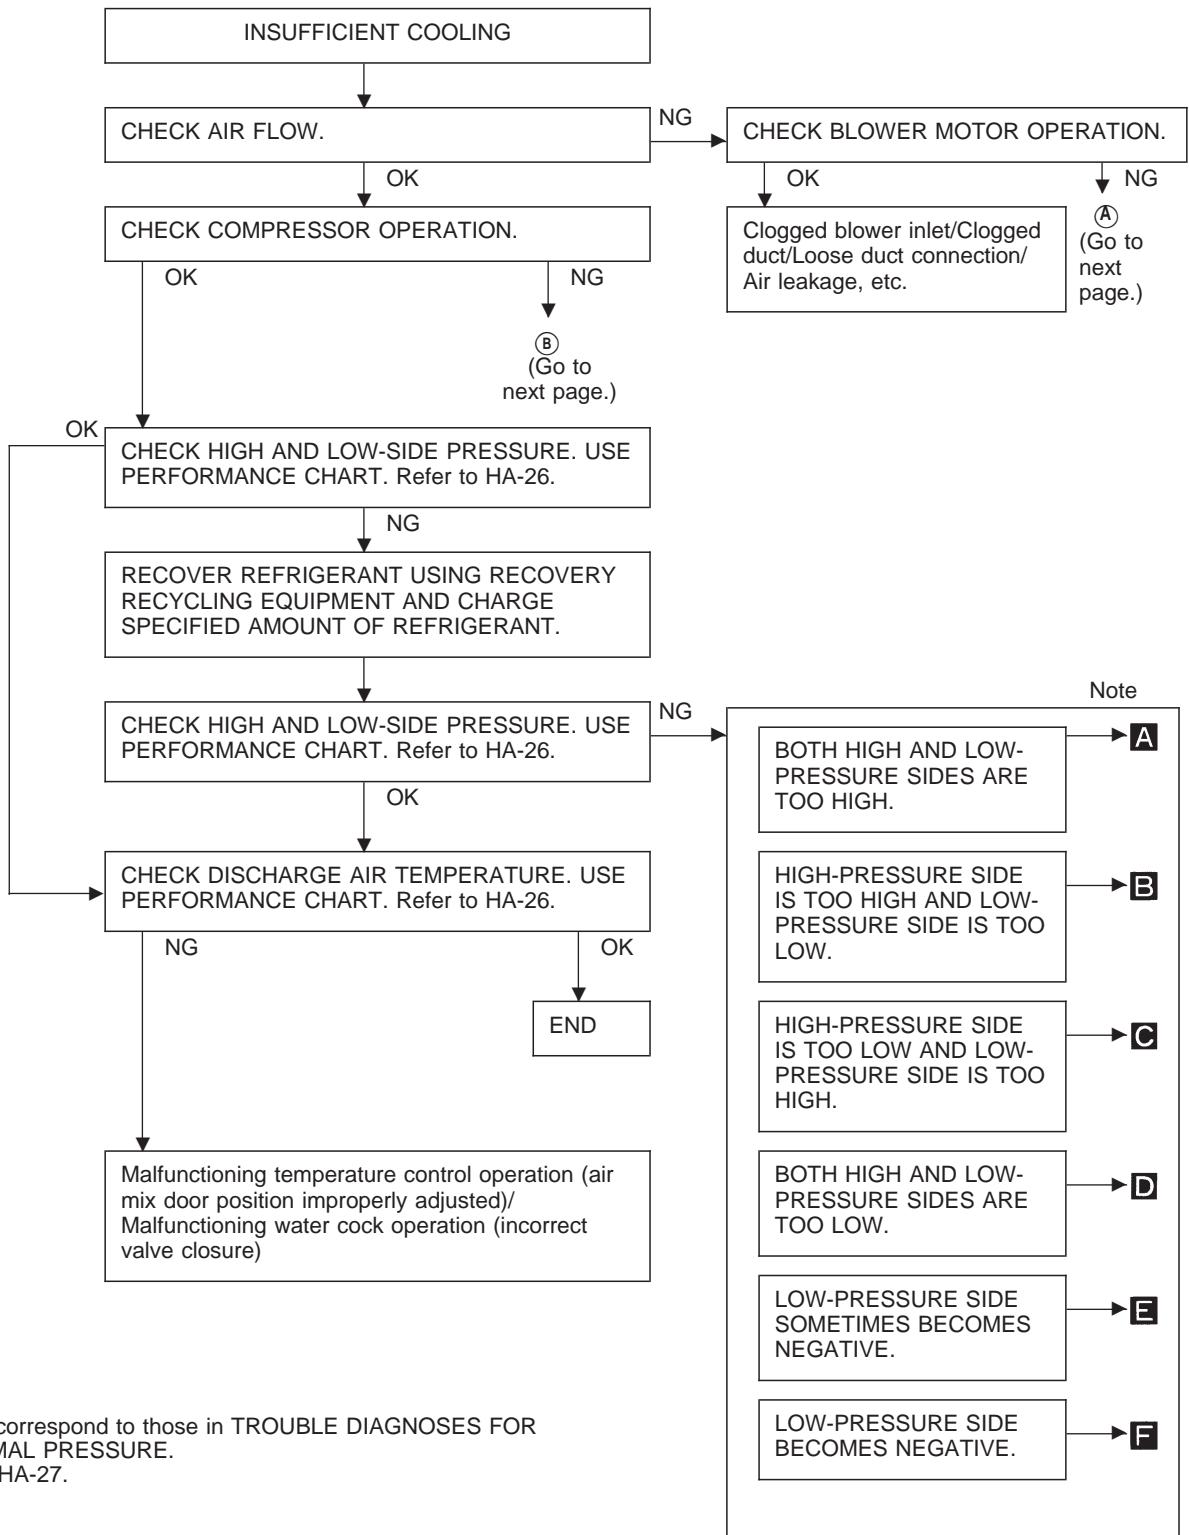 INSUFFICIENT COOLING
CHECK AIR FLOW.
NG
CHECK BLOWER MOTOR OPERATION.
OK
OK
NG
CHECK COMPRESSOR OPERATION.
Clogged blower inlet/Clogged
duct/Loose duct connection/
Air leakage, etc.
A
(Go to
next
page.)
OK
NG
B
(Go to
next page.)
OK
CHECK HIGH AND LOW-SIDE PRESSURE. USE
PERFORMANCE CHART. Refer to HA-26.
NG
RECOVER REFRIGERANT USING RECOVERY
RECYCLING EQUIPMENT AND CHARGE
SPECIFIED AMOUNT OF REFRIGERANT.
CHECK HIGH AND LOW-SIDE PRESSURE. USE
PERFORMANCE CHART. Refer to HA-26.
NG
OK
Note
BOTH HIGH AND LOW-
PRESSURE SIDES ARE
TOO HIGH.
A
CHECK DISCHARGE AIR TEMPERATURE. USE
PERFORMANCE CHART. Refer to HA-26.
HIGH-PRESSURE SIDE
IS TOO HIGH AND LOW-
PRESSURE SIDE IS TOO
LOW.
B
NG
OK
END
HIGH-PRESSURE SIDE
IS TOO LOW AND LOW-
PRESSURE SIDE IS TOO
HIGH.
C
Malfunctioning temperature control operation (air
mix door position improperly adjusted)/
Malfunctioning water cock operation (incorrect
valve closure)
BOTH HIGH AND LOW-
PRESSURE SIDES ARE
TOO LOW.
D
LOW-PRESSURE SIDE
SOMETIMES BECOMES
NEGATIVE.
E
LOW-PRESSURE SIDE
BECOMES NEGATIVE.
F
correspond to those in TROUBLE DIAGNOSES FOR
MAL PRESSURE.
HA-27.